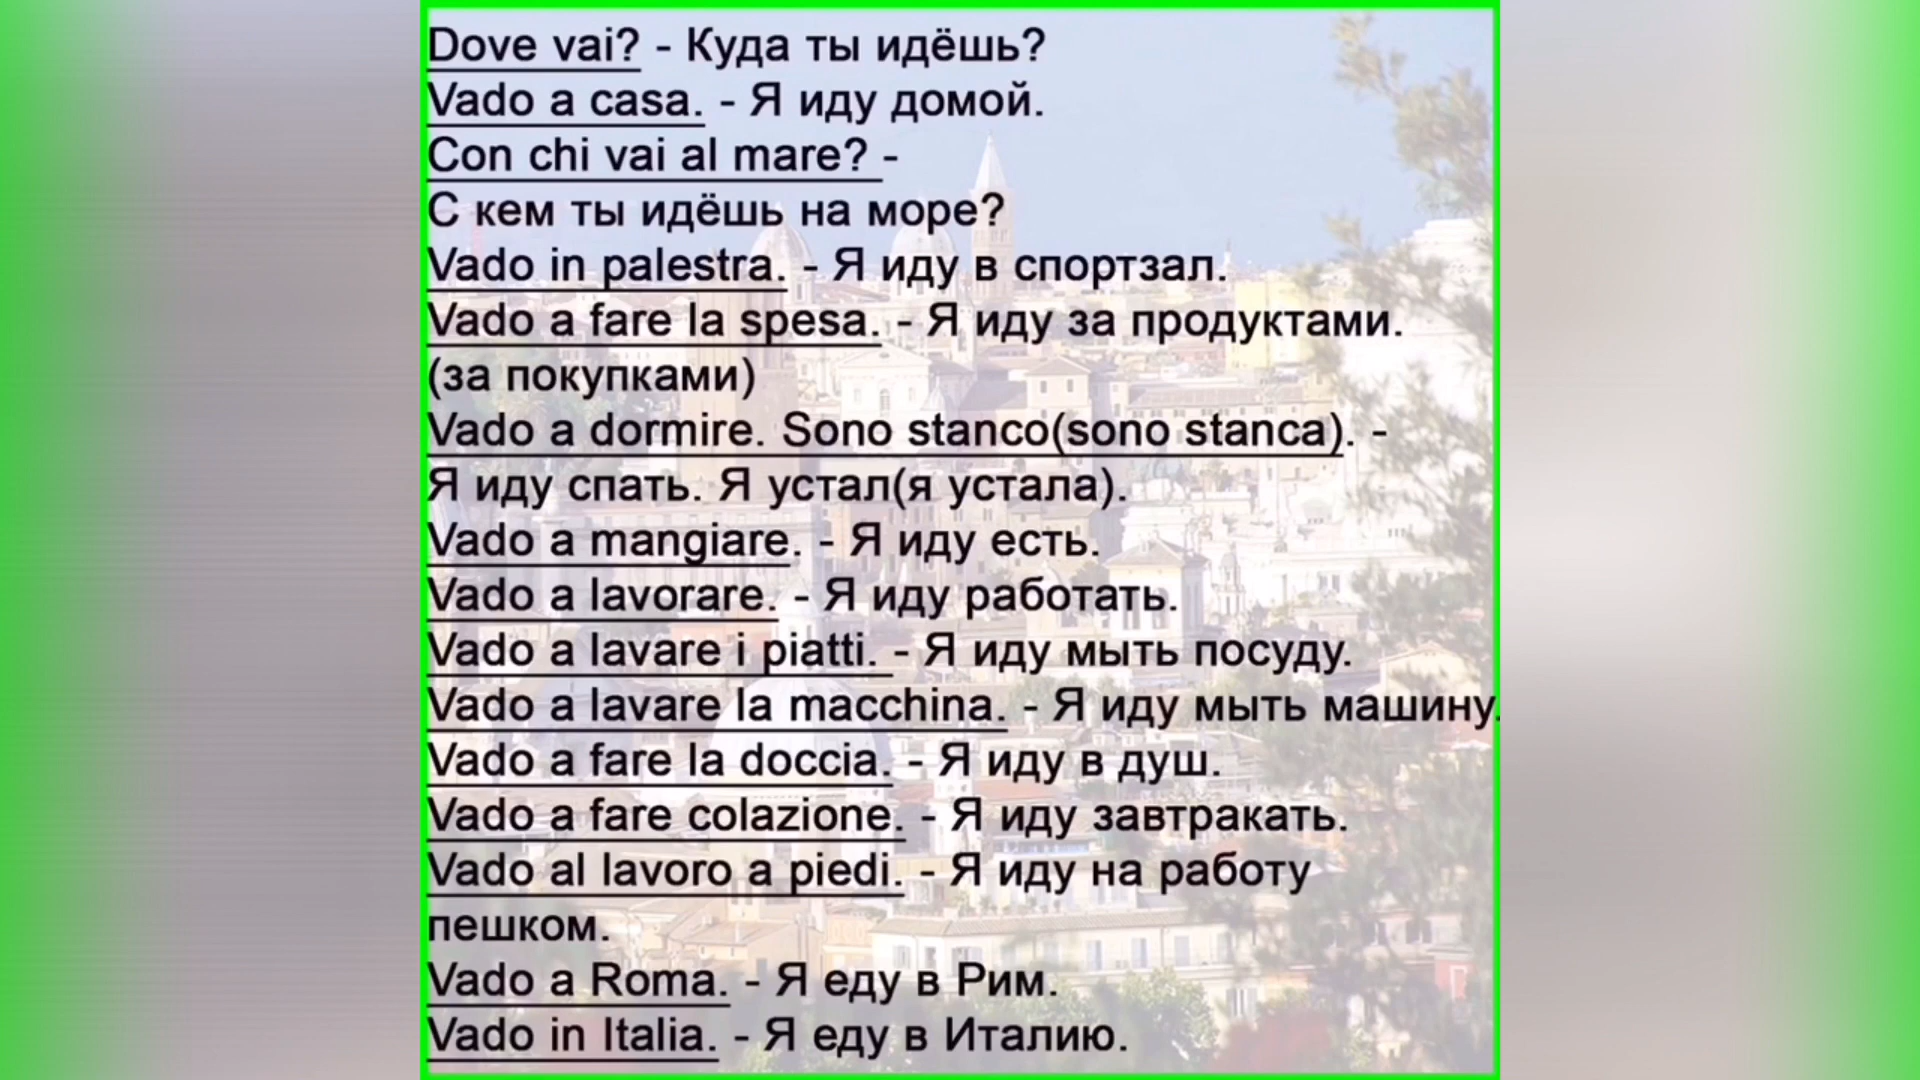 Dove vai? - Куда ты идёшь?
Vado a casa. - Я иду домой.
Con chi vai al mare? -
С кем ты идёшь на море?
Vado in palestra. - Я иду в спортзал.
Vado a fare la spesa. - Я иду за продуктами.
(за покупками)
Vado a dormire. Sono stanco(sono stanca). -
Я иду спать. Я устал(я устала).
Vado a mangiare. - Я иду есть.
Vado a lavorare. - Я иду работать.
Vado a lavare i piatti. - Я иду мыть посуду.
Vado a lavare la macchina. - Я иду мыть машину.
Vado a fare la doccia. - Я иду в душ.
Vado a fare colazione. - Я иду завтракать.
Vado al lavoro a piedi. - Я иду на работу
пешком.
Vado a Roma. - Я еду в Рим.
Vado in Italia. - Я еду в Италию.